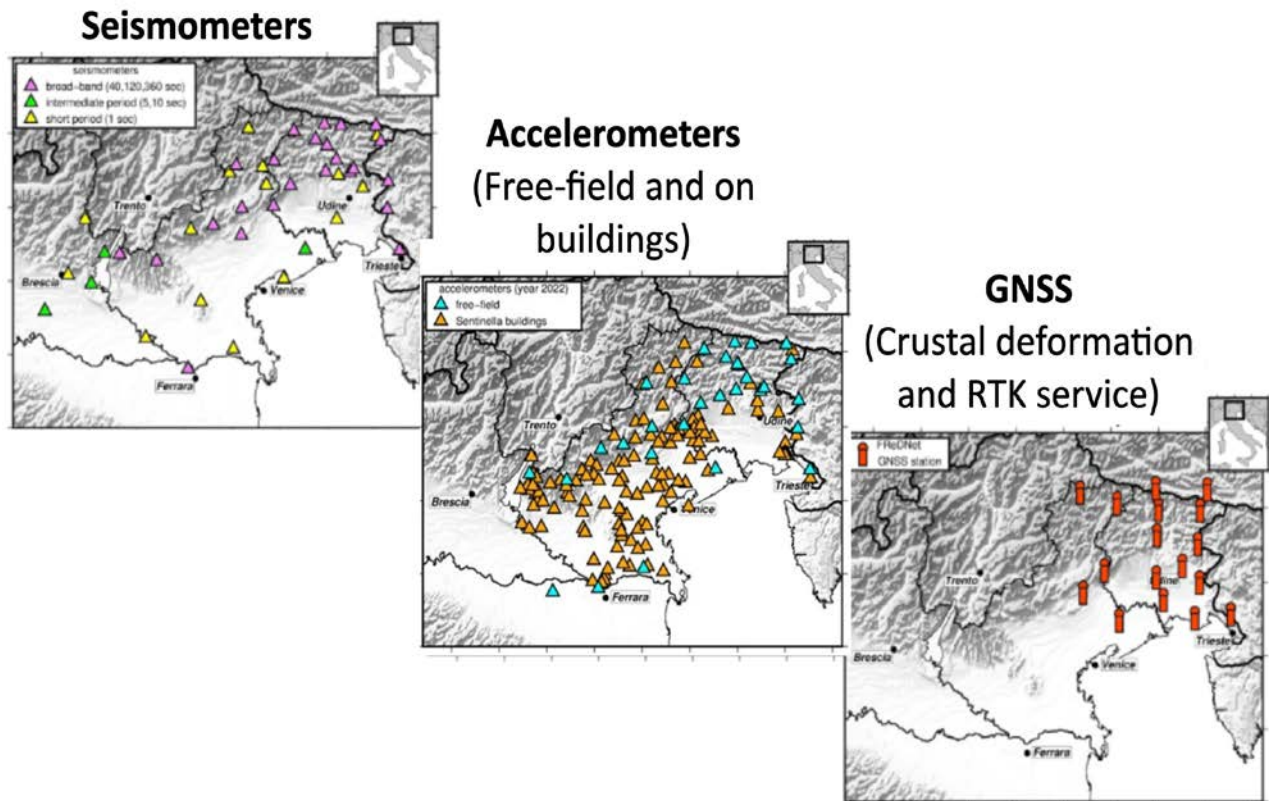 Seismometers
seismometers
broad-band (40,120,360 sec)
intermediate period (5,10 sec)
short period (1 sec)
Trento
Udine
Brescia
Venice
Trieste
Ferrara
Accelerometers
(Free-field and on
buildings)
accelerometers (year 2022)
free-field
Sentinella buildings
Trento
Udine
Brescia
Venice
Trieste
Ferrara
GNSS
(Crustal deformation
and RTK service)
FReDNet
GNSS station
Trento
Udine
Brescia
Venice
Trieste
Ferrara